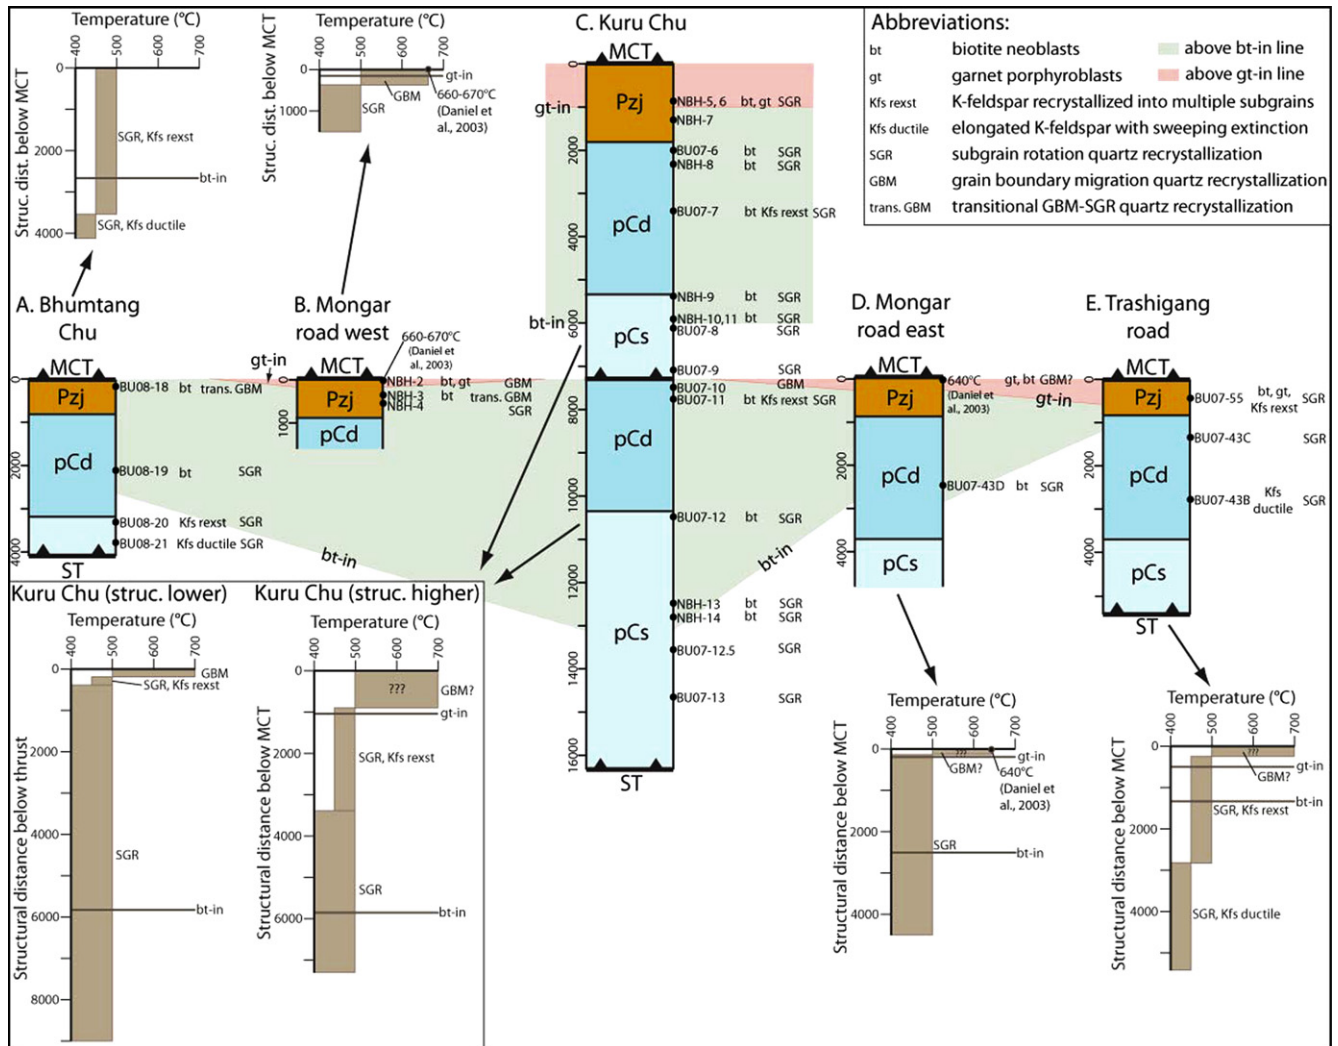 Temperature (°C)
400
500
600
700
Struc. dist. below MCT
0
2000
4000
SGR, Kfs rexst
bt-in
SGR, Kfs ductile
Temperature (°C)
400
500
600
700
Struc. dist. below MCT
0
1000
gt-in
GBM
SGR
660-670°C
(Daniel et
al., 2003)
C. Kuru Chu
MCT
0
2000
4000
6000
8000
10000
12000
14000
16000
gt-in
bt-in
Pzj
pCd
pCs
pCd
pCs
ST
NBH-5, 6 bt, gt SGR
NBH-7
BU07-6 bt SGR
NBH-8 bt SGR
BU07-7 bt Kfs rexst SGR
NBH-9 bt SGR
NBH-10,11 bt SGR
BU07-8 SGR
BU07-9 SGR
BU07-10 GBM
BU07-11 bt Kfs rexst SGR
BU07-12 bt SGR
NBH-13 bt SGR
NBH-14 bt SGR
BU07-12.5 SGR
BU07-13 SGR
Abbreviations:
bt biotite neoblasts
gt garnet porphyroblasts
Kfs rexst K-feldspar recrystallized into multiple subgrains
Kfs ductile elongated K-feldspar with sweeping extinction
SGR subgrain rotation quartz recrystallization
GBM grain boundary migration quartz recrystallization
trans. GBM transitional GBM-SGR quartz recrystallization
above bt-in line
above gt-in line
A. Bhumtang
Chu
MCT
0
2000
4000
Pzj
pCd
ST
BU08-18 bt trans. GBM
BU08-19 bt SGR
BU08-20 Kfs rexst SGR
BU08-21 Kfs ductile SGR
gt-in
bt-in
B. Mongar
road west
MCT
0
1000
Pzj
pCd
660-670°C
(Daniel et
al., 2003)
NBH-2 bt, gt GBM
NBH-3 bt trans. GBM
NBH-4 SGR
D. Mongar
road east
MCT
0
2000
4000
Pzj
pCd
pCs
640°C
(Daniel et
al., 2003)
gt, bt GBM?
BU07-43D bt SGR
gt-in
bt-in
E. Trashigang
road
MCT
0
2000
4000
Pzj
pCd
pCs
ST
BU07-55 bt, gt,
Kfs rexst SGR
BU07-43C SGR
BU07-43B Kfs
ductile SGR
Kuru Chu (struc. lower)
Temperature (°C)
400
500
600
700
Structural distance below thrust
0
2000
4000
6000
8000
GBM
SGR, Kfs rexst
SGR
bt-in
Kuru Chu (struc. higher)
Temperature (°C)
400
500
600
700
Structural distance below MCT
0
2000
4000
6000
???
GBM?
gt-in
SGR, Kfs rexst
SGR
bt-in
Temperature (°C)
400
500
600
700
Structural distance below MCT
0
2000
4000
???
GBM?
gt-in
640°C
(Daniel et
al., 2003)
SGR
bt-in
Temperature (°C)
400
500
600
700
Structural distance below MCT
0
2000
4000
???
GBM?
gt-in
bt-in
SGR, Kfs rexst
SGR, Kfs ductile